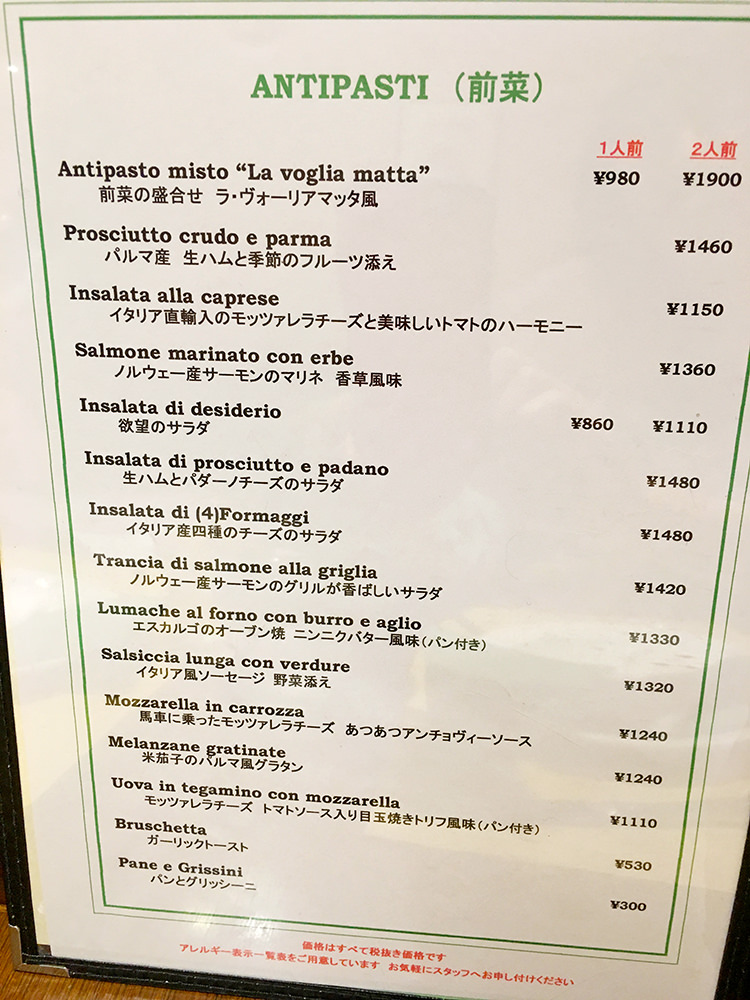 ANTIPASTI（前菜）
1人前 2人前
Antipasto misto “La voglia matta” ¥980 ¥1900
前菜の盛合せ ラ・ヴォーリアマッタ風
Prosciutto crudo e parma ¥1460
パルマ産 生ハムと季節のフルーツ添え
Insalata alla caprese ¥1150
イタリア直輸入のモッツァレラチーズと美味しいトマトのハーモニー
Salmone marinato con erbe ¥1360
ノルウェー産サーモンのマリネ 香草風味
Insalata di desiderio ¥860 ¥1110
欲望のサラダ
Insalata di prosciutto e padano ¥1480
生ハムとパダーノチーズのサラダ
Insalata di (4)Formaggi ¥1480
イタリア産四種のチーズのサラダ
Trancia di salmone alla griglia ¥1420
ノルウェー産サーモンのグリルが香ばしいサラダ
Lumache al forno con burro e aglio ¥1330
エスカルゴのオーブン焼 ニンニクバター風味(パン付き)
Salsiccia lunga con verdure ¥1320
イタリア風ソーセージ 野菜添え
Mozzarella in carrozza ¥1240
馬車に乗ったモッツァレラチーズ あつあつアンチョヴィーソース
Melanzane gratinate ¥1240
米茄子のパルマ風グラタン
Uova in tegamino con mozzarella ¥1110
モッツァレラチーズ トマトソース入り目玉焼きトリフ風味(パン付き)
Bruschetta ¥530
ガーリックトースト
Pane e Grissini ¥300
パンとグリッシーニ
価格はすべて税抜き価格です
アレルギー表示一覧表をご用意しています お気軽にスタッフへお申し付けください